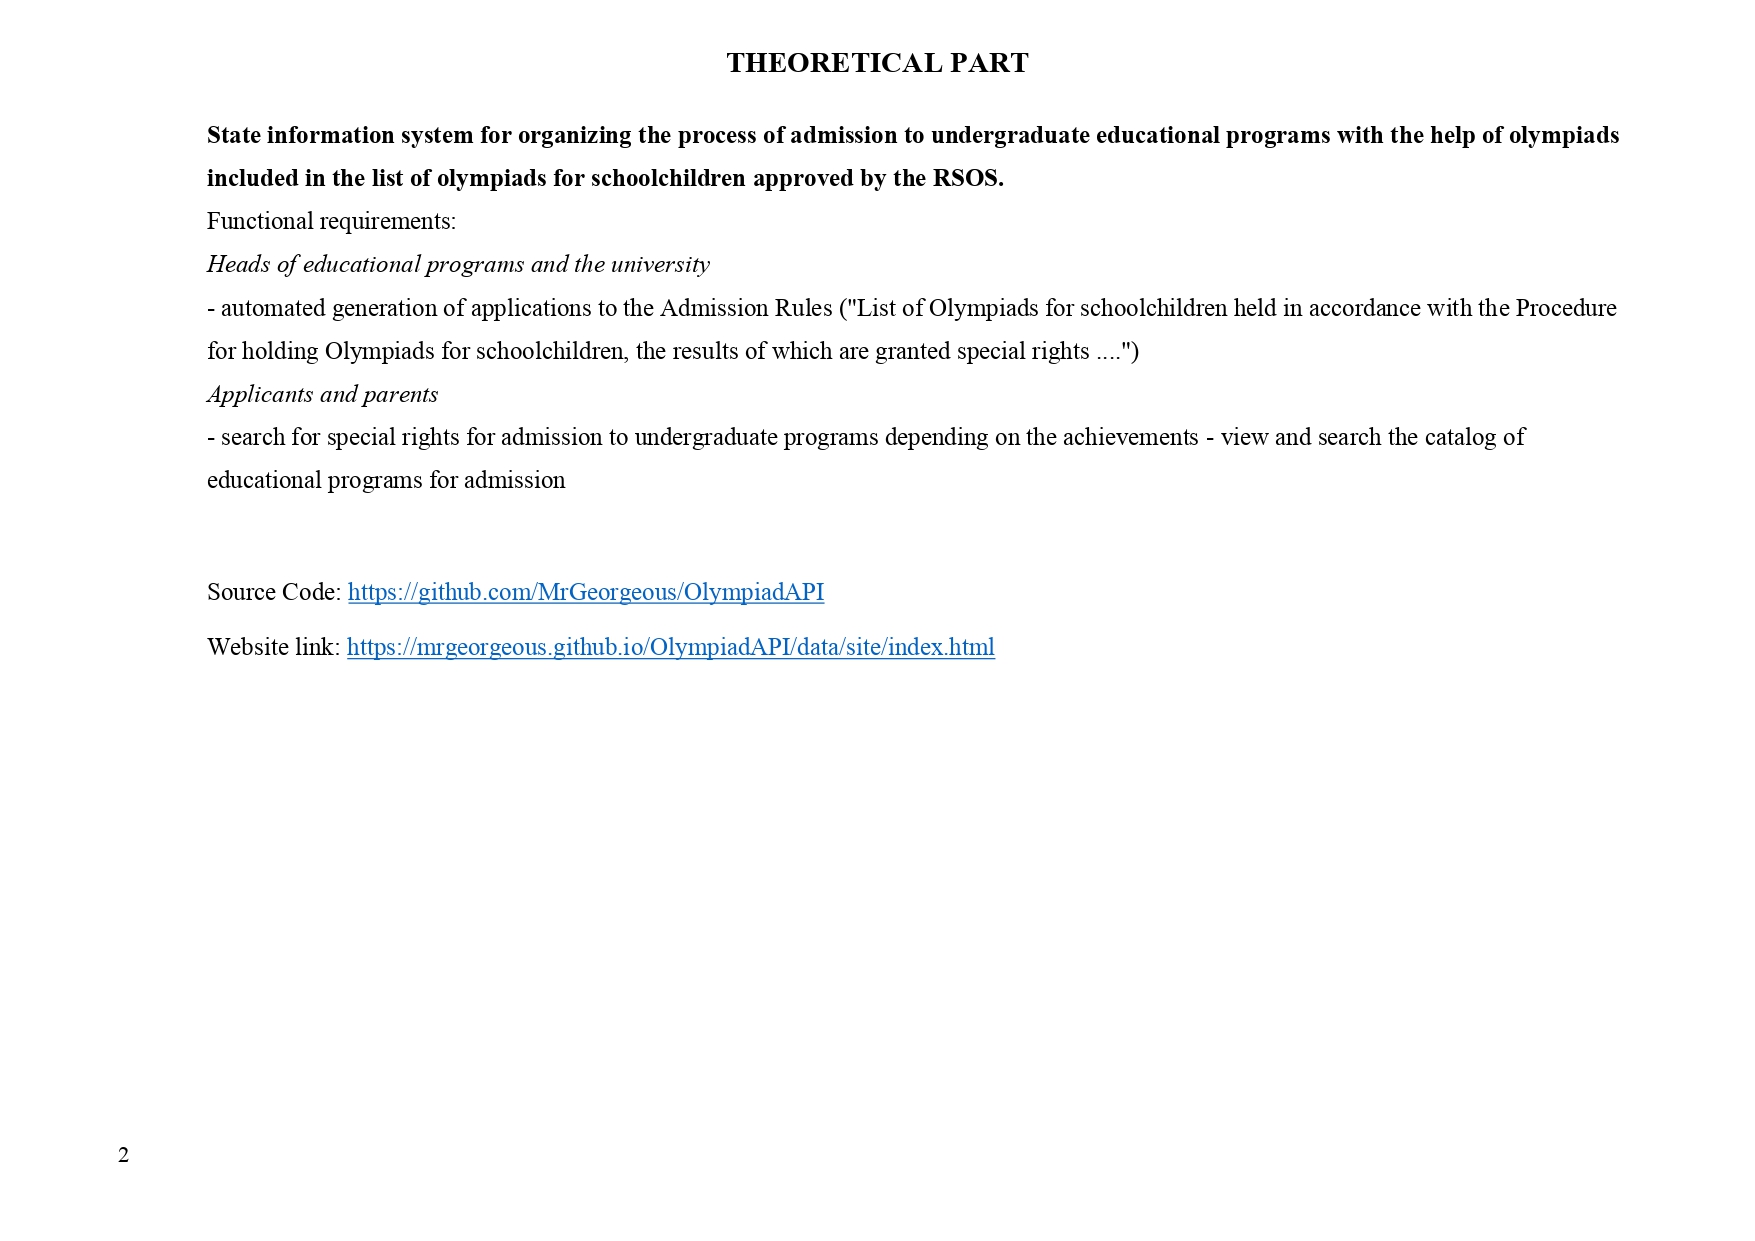 THEORETICAL PART
State information system for organizing the process of admission to undergraduate educational programs with the help of olympiads
included in the list of olympiads for schoolchildren approved by the RSOS.
Functional requirements:
Heads of educational programs and the university
- automated generation of applications to the Admission Rules ("List of Olympiads for schoolchildren held in accordance with the Procedure
for holding Olympiads for schoolchildren, the results of which are granted special rights ....")
Applicants and parents
- search for special rights for admission to undergraduate programs depending on the achievements - view and search the catalog of
educational programs for admission
Source Code: https://github.com/MrGeorgeous/OlympiadAPI
Website link: https://mrgeorgeous.github.io/OlympiadAPI/data/site/index.html
2